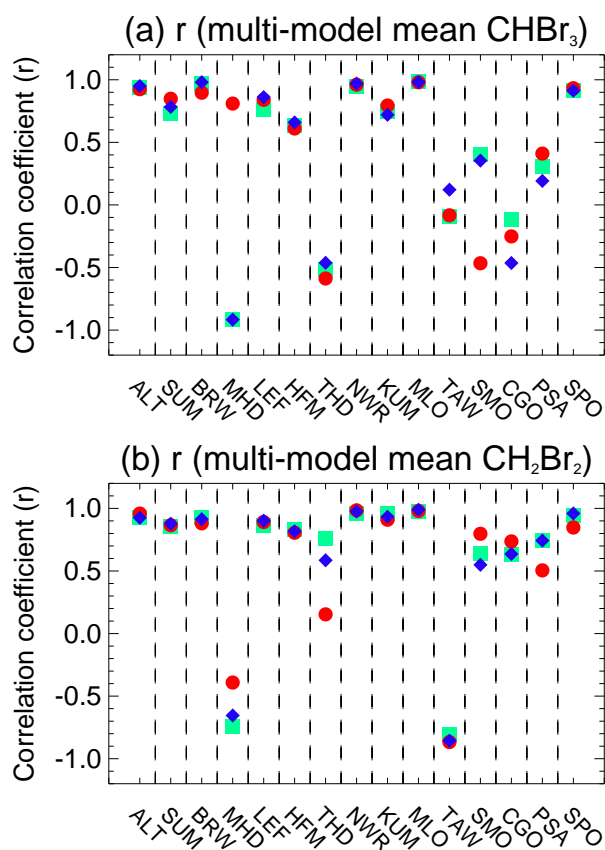 (a) r (multi-model mean CHBr₃)
Correlation coefficient (r)
1.0
0.5
0.0
-0.5
-1.0
ALT SUM BRW MHD LEF HFM THD NWR KUM MLO TAW SMO CGO PSA SPO
(b) r (multi-model mean CH₂Br₂)
Correlation coefficient (r)
1.0
0.5
0.0
-0.5
-1.0
ALT SUM BRW MHD LEF HFM THD NWR KUM MLO TAW SMO CGO PSA SPO